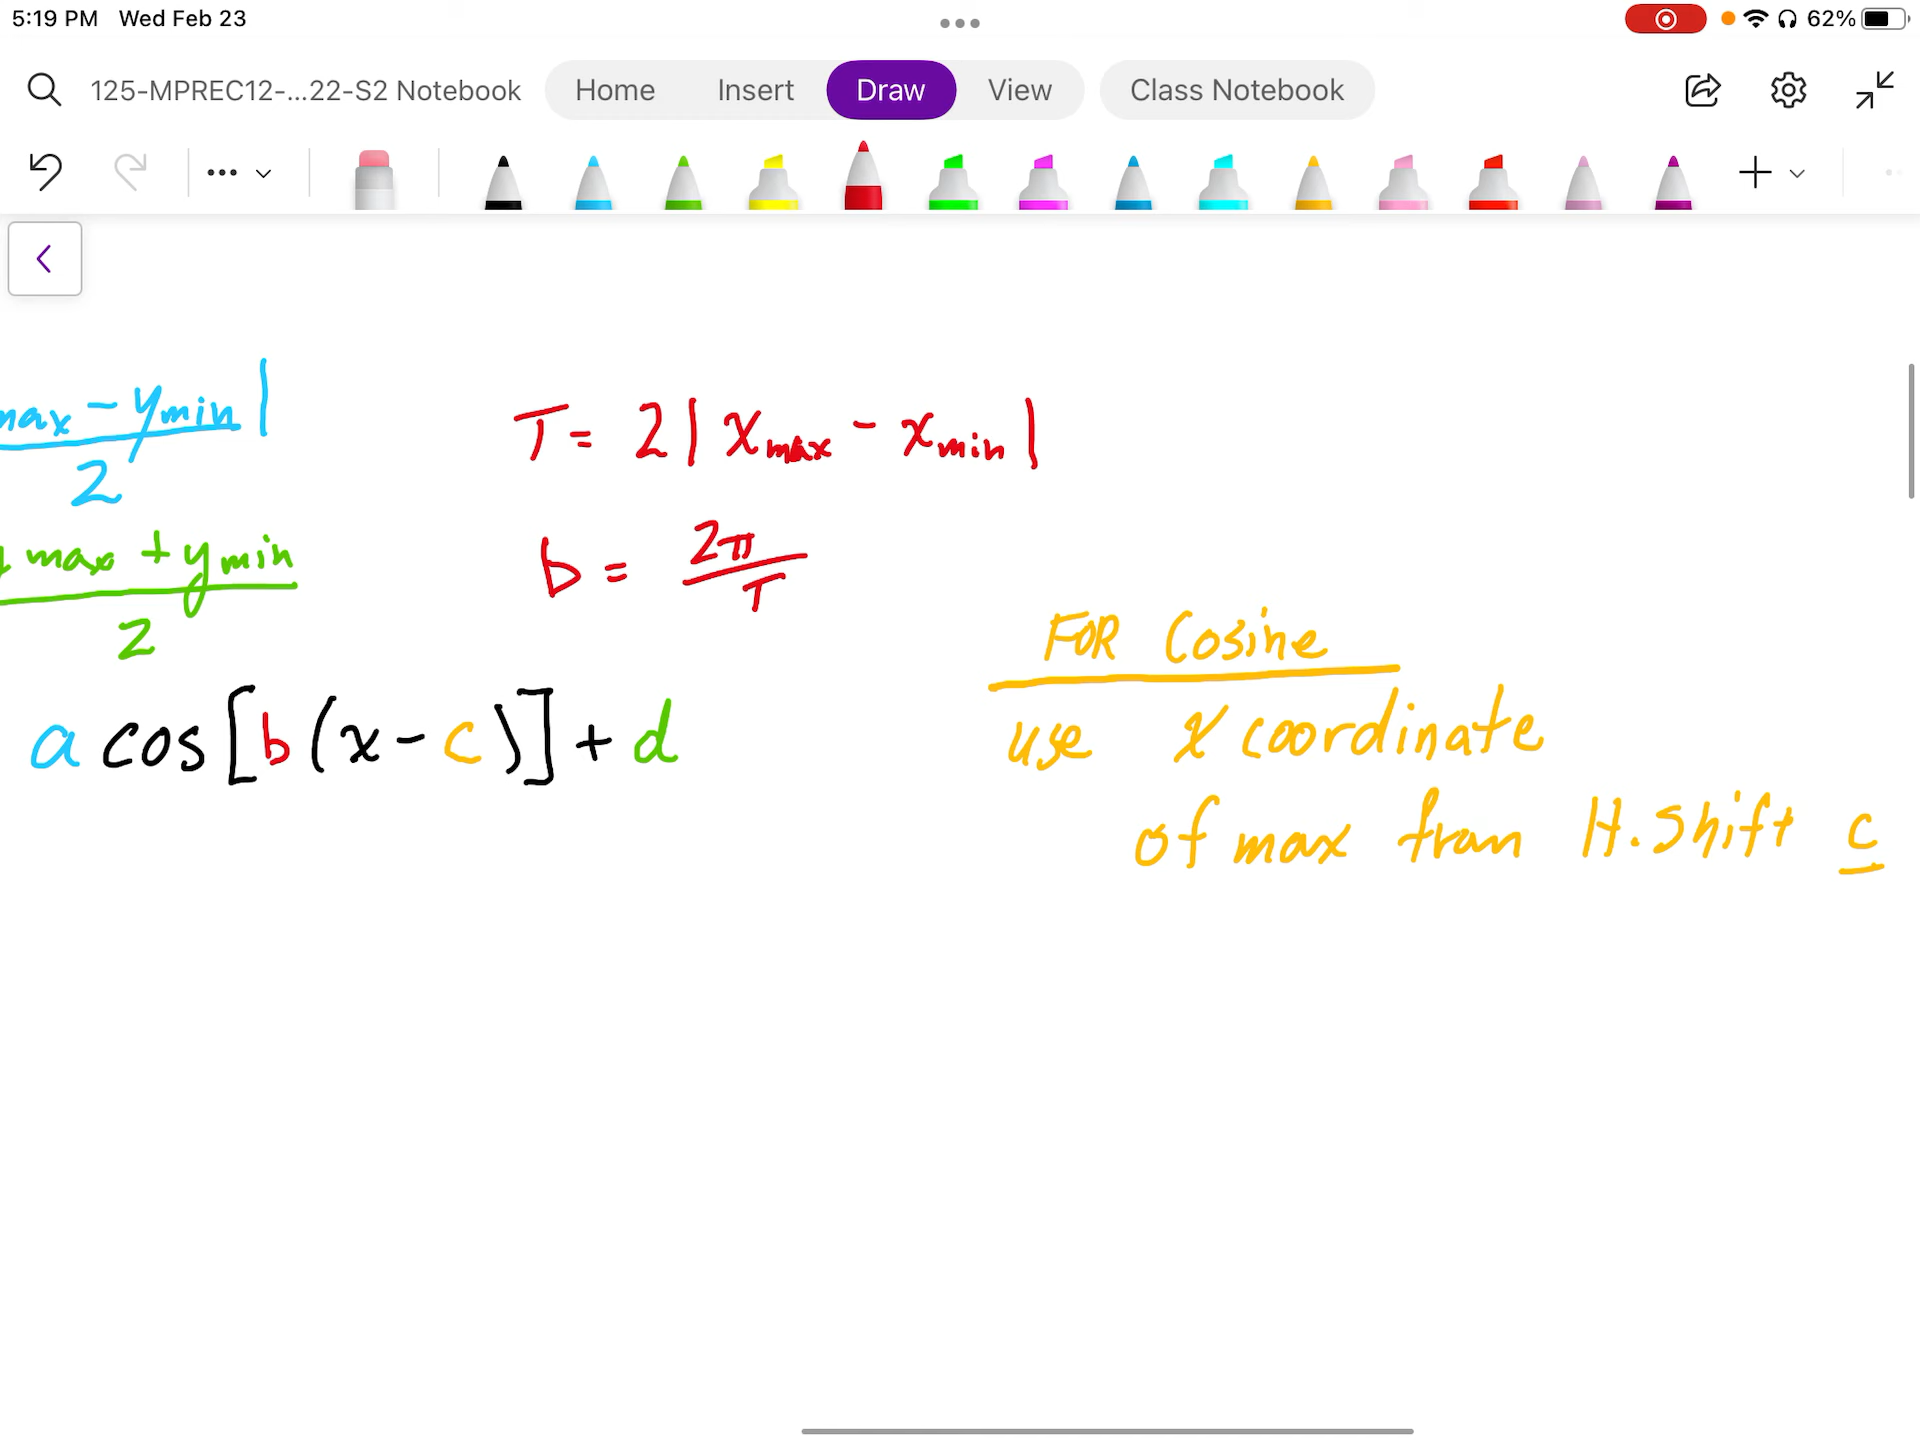 5:19 PM Wed Feb 23
62%
125-MPREC12-...22-S2 Notebook Home Insert Draw View Class Notebook
max - ymin|
2
T = 2|xmax - xmin|
max + ymin
2
b = 2π/T
FOR Cosine
a cos[b(x-c)]+d
use x coordinate
of max from H. Shift c